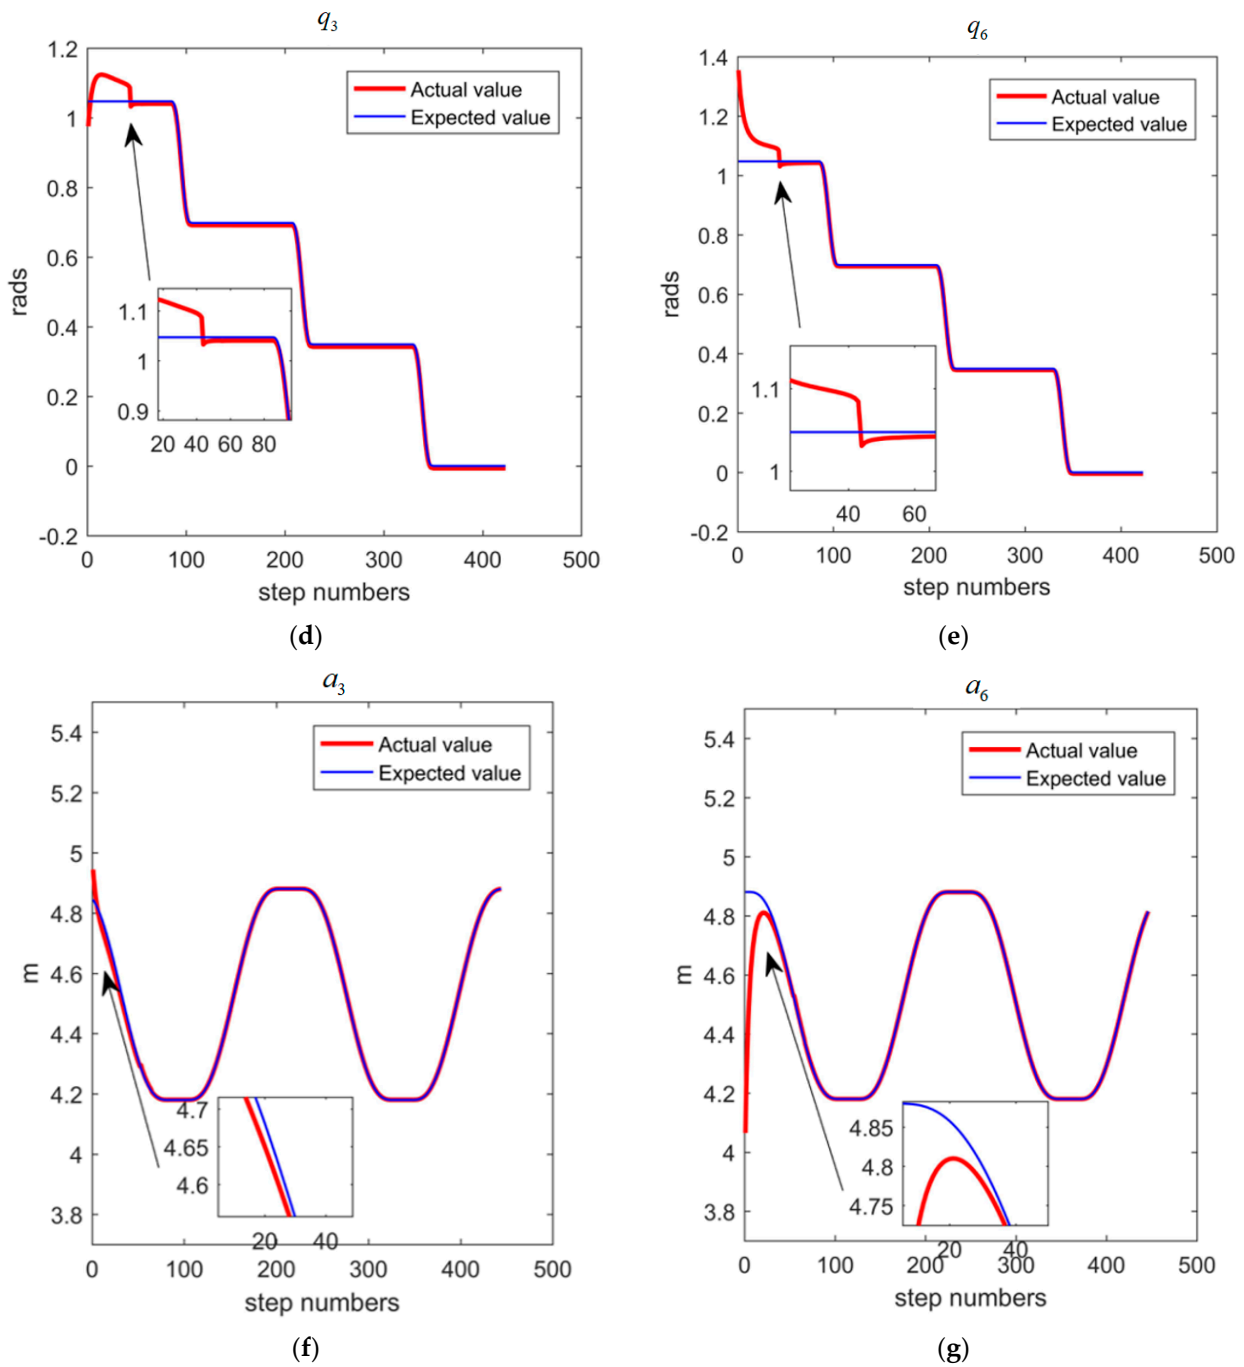 q3
1.2
1
0.8
0.6
0.4
0.2
0
-0.2
rads
Actual value
Expected value
1.1
1
0.9
20 40 60 80
0 100 200 300 400 500
step numbers
(d)
q6
1.4
1.2
1
0.8
0.6
0.4
0.2
0
-0.2
rads
Actual value
Expected value
1.1
1
40 60
0 100 200 300 400 500
step numbers
(e)
a3
5.4
5.2
5
4.8
4.6
4.4
4.2
4
3.8
m
Actual value
Expected value
4.7
4.65
4.6
20 40
0 100 200 300 400 500
step numbers
(f)
a6
5.4
5.2
5
4.8
4.6
4.4
4.2
4
3.8
m
Actual value
Expected value
4.85
4.8
4.75
20 40
0 100 200 300 400 500
step numbers
(g)